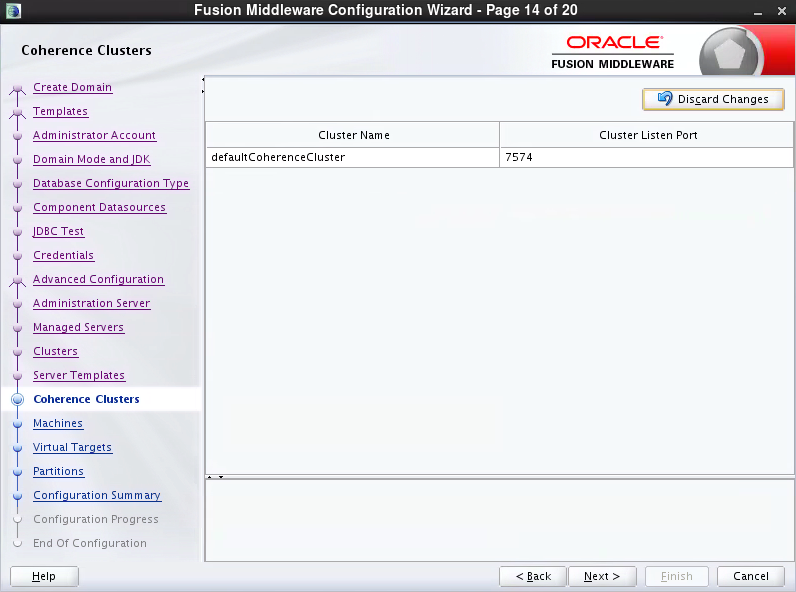 Fusion Middleware Configuration Wizard - Page 14 of 20
Coherence Clusters
ORACLE
FUSION MIDDLEWARE
Create Domain
Templates
Administrator Account
Domain Mode and JDK
Database Configuration Type
Component Datasources
JDBC Test
Credentials
Advanced Configuration
Administration Server
Managed Servers
Clusters
Server Templates
Coherence Clusters
Machines
Virtual Targets
Partitions
Configuration Summary
Configuration Progress
End Of Configuration
Discard Changes
Cluster Name Cluster Listen Port
defaultCoherenceCluster 7574
Help < Back Next > Finish Cancel